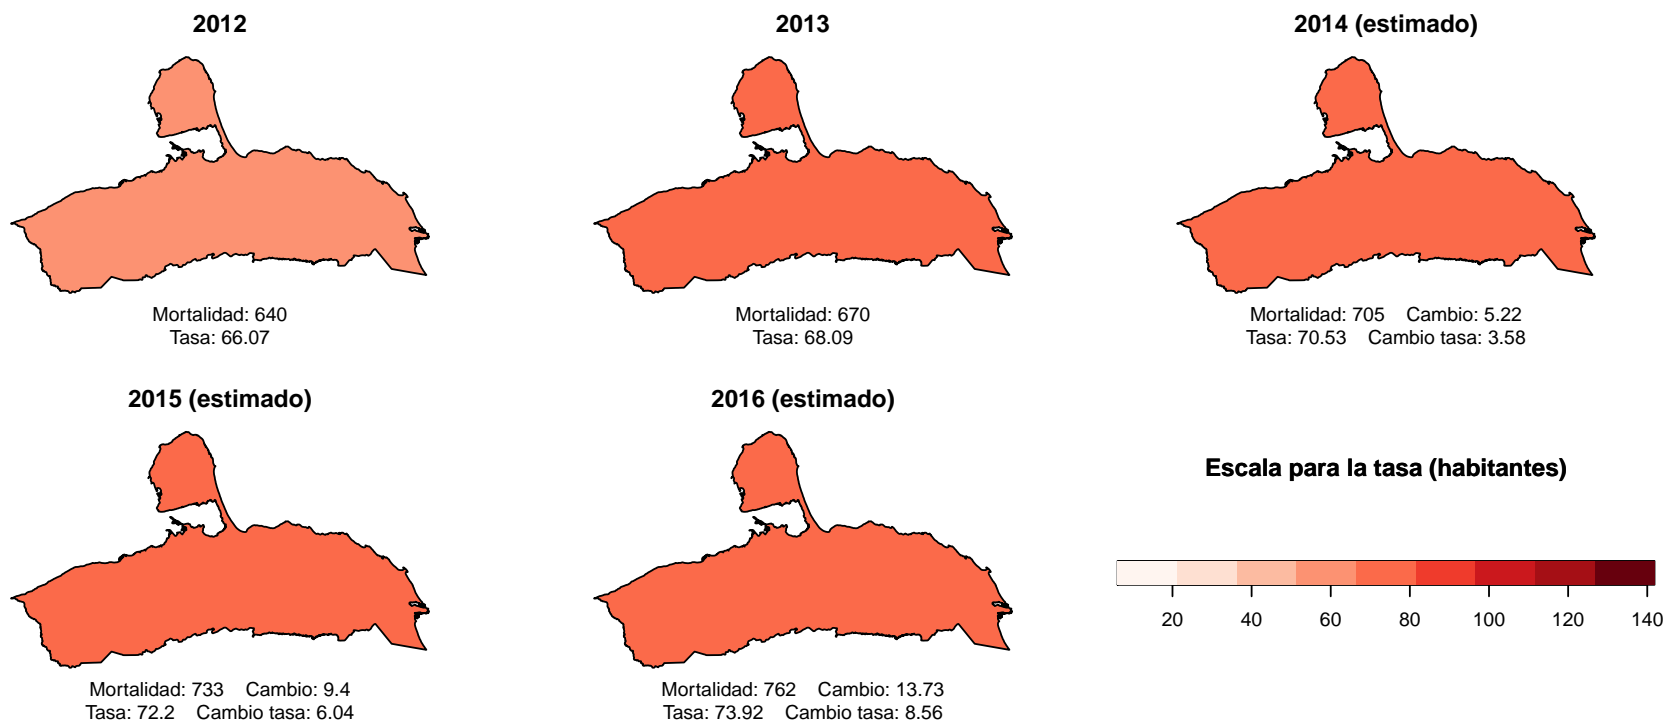 2012
Mortalidad: 640
Tasa: 66.07
2013
Mortalidad: 670
Tasa: 68.09
2014 (estimado)
Mortalidad: 705 Cambio: 5.22
Tasa: 70.53 Cambio tasa: 3.58
2015 (estimado)
Mortalidad: 733 Cambio: 9.4
Tasa: 72.2 Cambio tasa: 6.04
2016 (estimado)
Mortalidad: 762 Cambio: 13.73
Tasa: 73.92 Cambio tasa: 8.56
Escala para la tasa (habitantes)
20 40 60 80 100 120 140